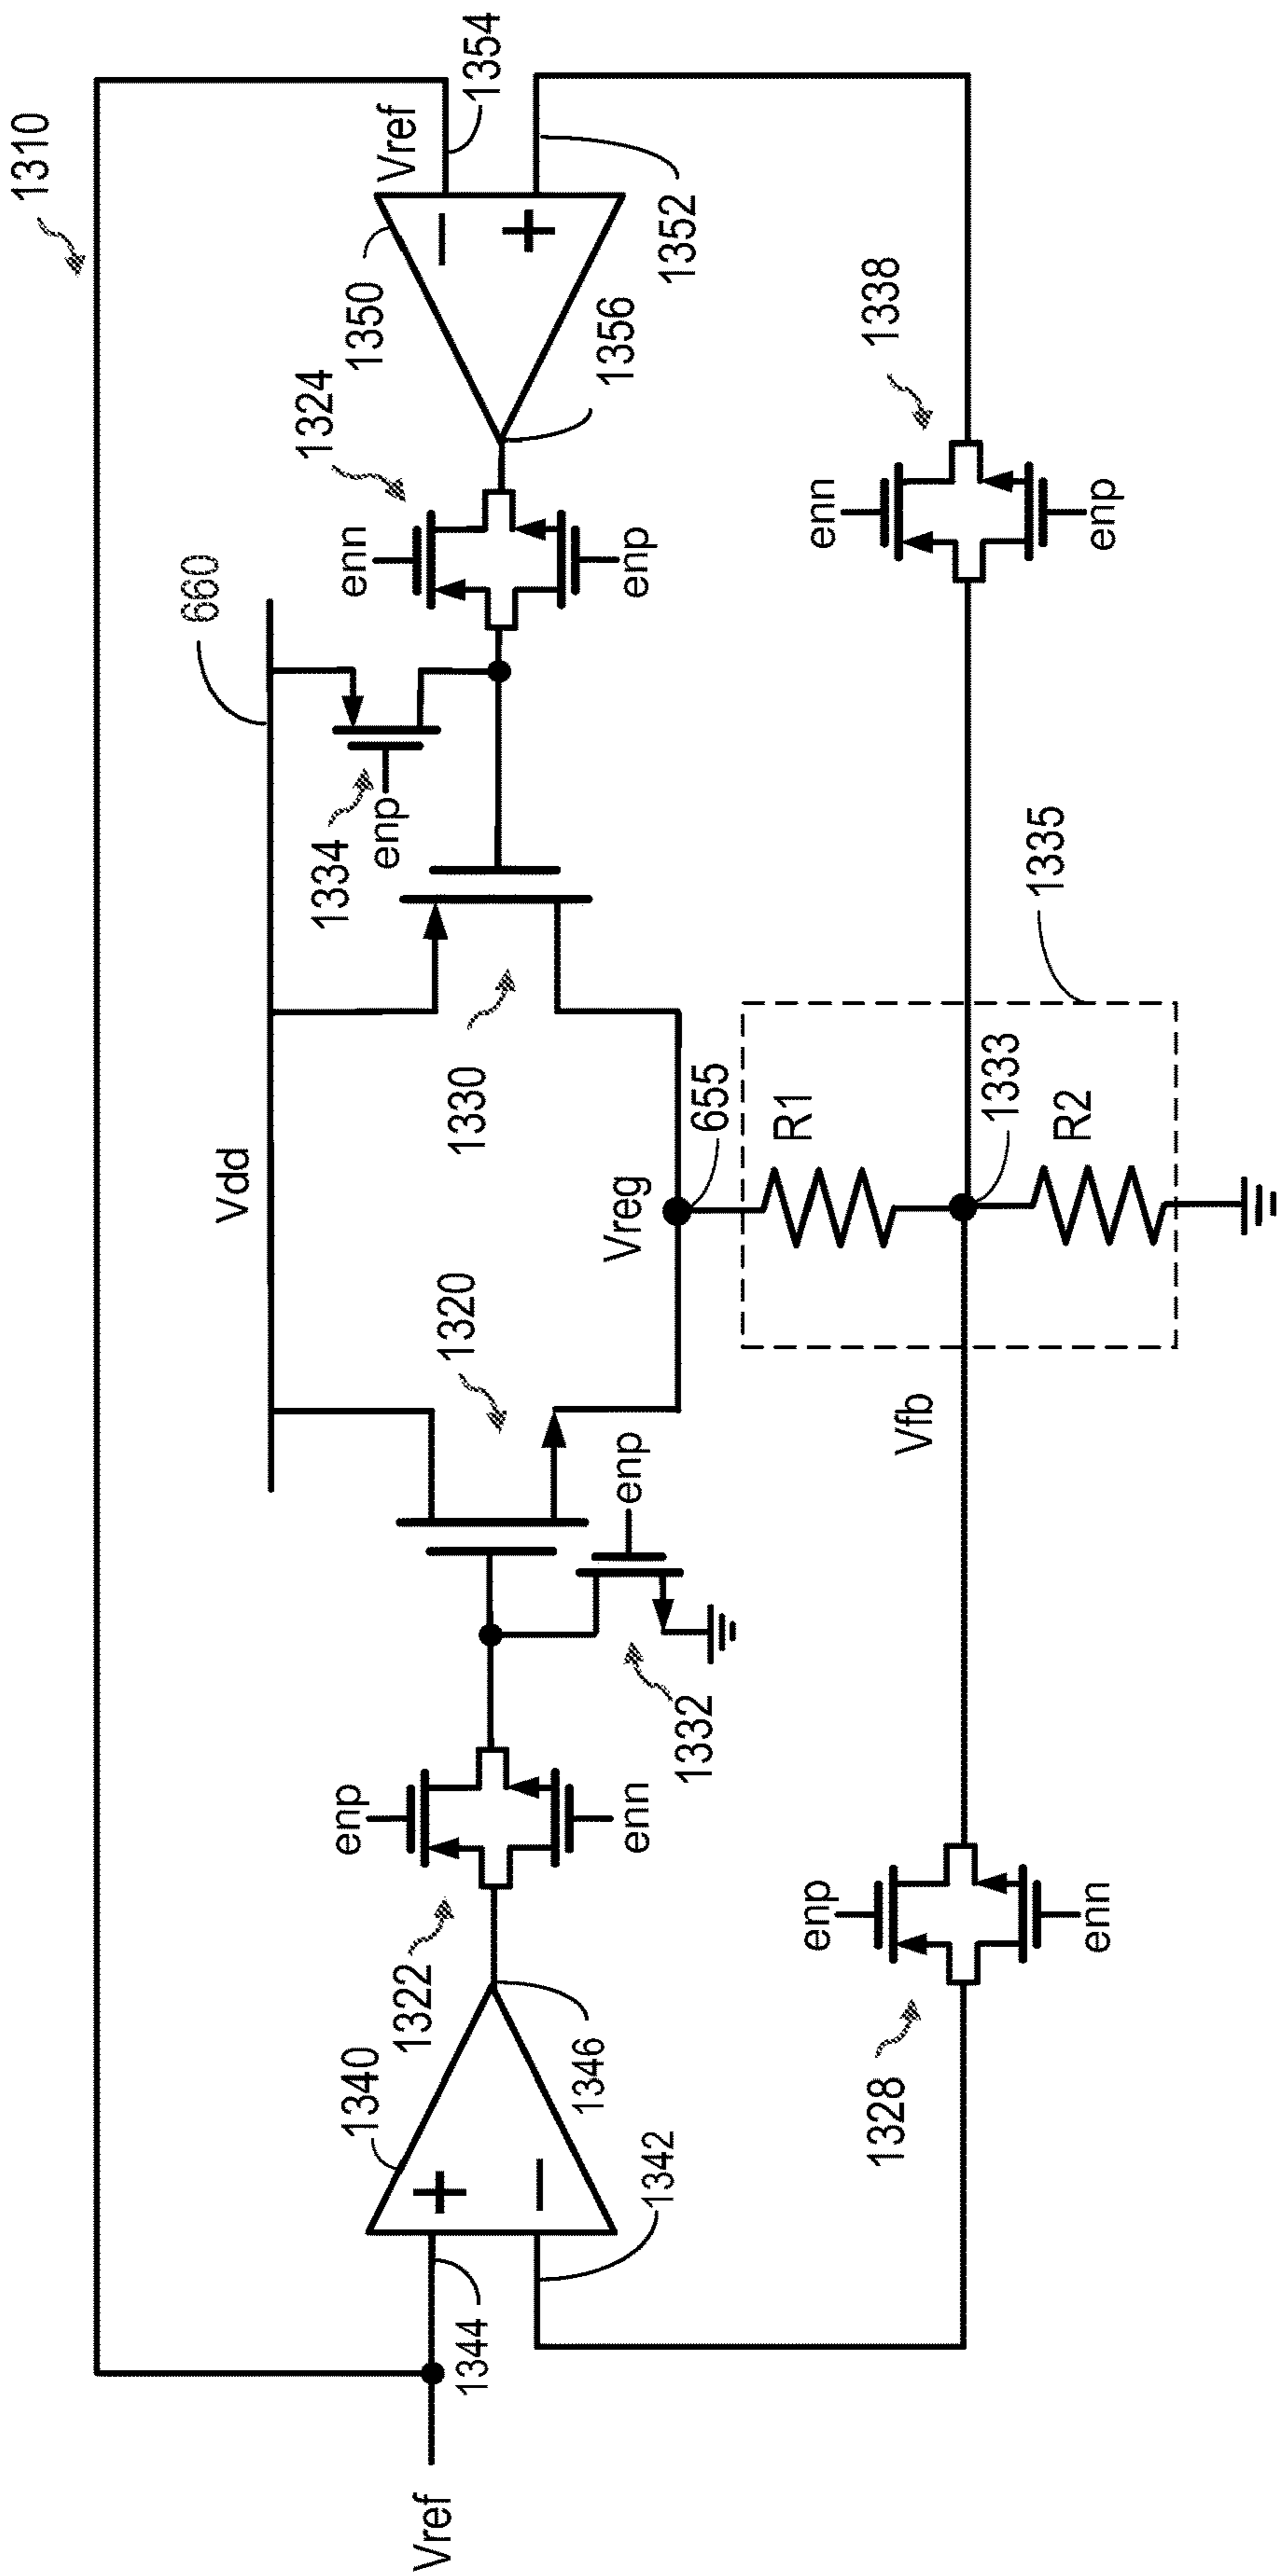 1310
Vref
1354
1350
1352
1356
1324
enn
enp
1338
enn
enp
660
1334
enp
1330
Vdd
1335
655
R1
1333
R2
Vreg
1320
enp
Vfb
1332
enp
enn
1322
1346
1340
1342
enp
enn
1328
1344
Vref
+
−
−
+